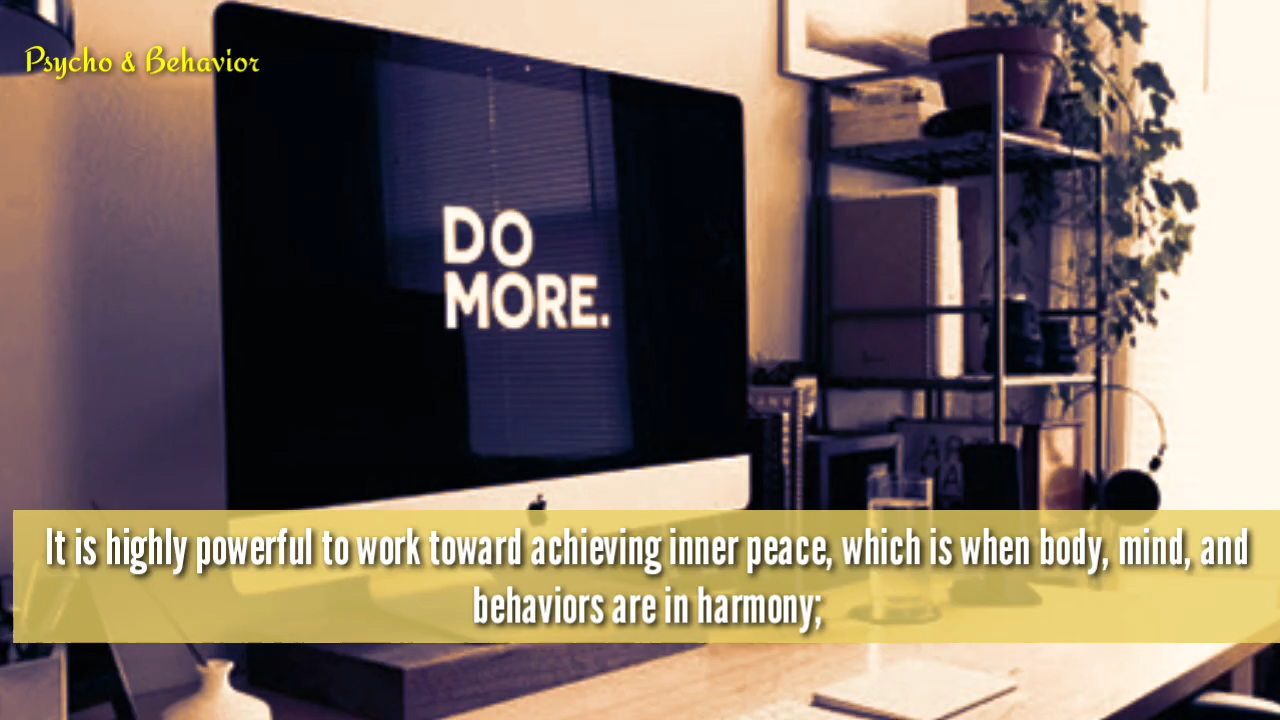 Psycho & Behavior
DO
MORE.
It is highly powerful to work toward achieving inner peace, which is when body, mind, and
behaviors are in harmony;